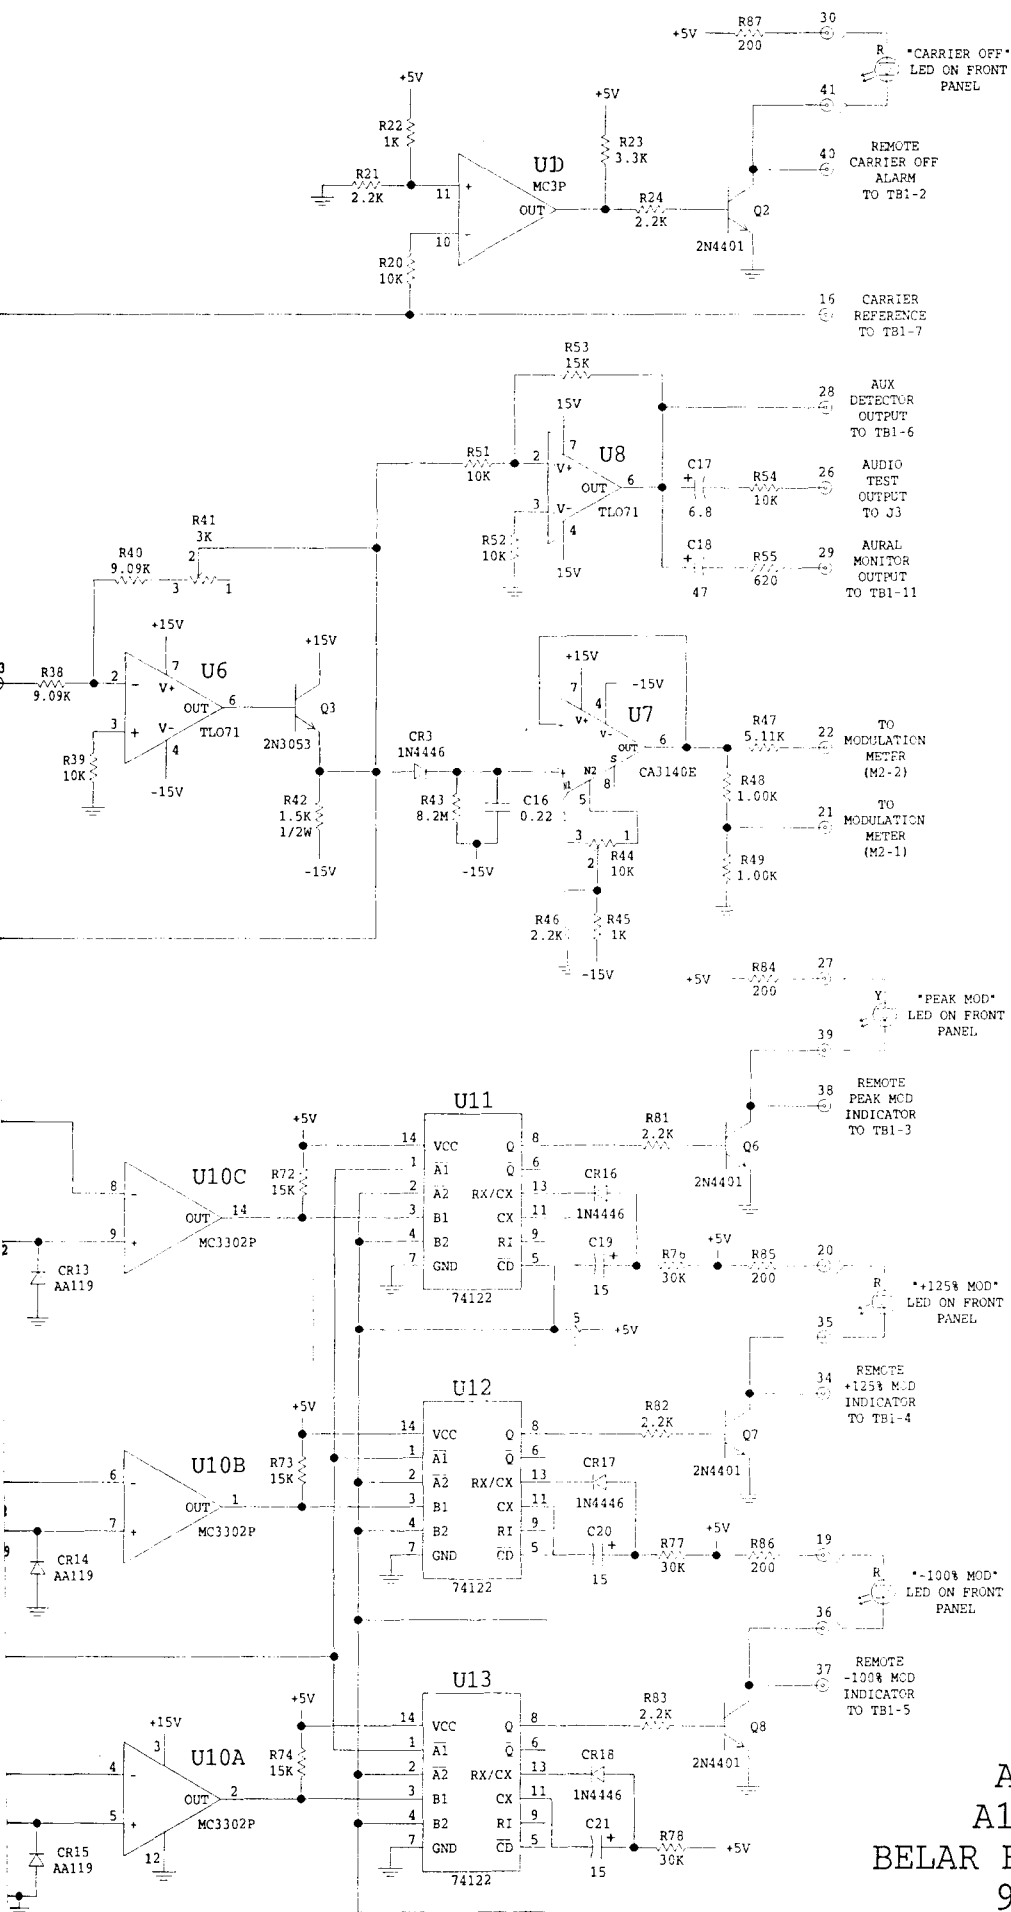 R87
30
+5V
200
R
"CARRIER OFF"
LED ON FRONT
PANEL
41
+5V
+5V
R22
1K
R23
3.3K
U1D
MC3P
40
REMOTE
CARRIER OFF
ALARM
TO TB1-2
R21
2.2K
11
+
OUT
R24
2.2K
Q2
2N4401
10
-
R20
10K
16
CARRIER
REFERENCE
TO TB1-7
R53
15K
28
AUX
DETECTOR
OUTPUT
TO TB1-6
15V
7
U8
R51
10K
2
V+
OUT
6
TLO71
3
V-
4
15V
R52
10K
C17
+
6.8
R54
10K
26
AUDIO
TEST
OUTPUT
TO J3
C18
+
47
R55
620
29
AURAL
MONITOR
OUTPUT
TO TB1-11
R41
3K
2
R40
9.09K
3
1
+15V
7
U6
3
R38
9.09K
2
-
V+
OUT
6
TLO71
3
+
V-
4
-15V
R39
10K
+15V
Q3
2N3053
R42
1.5K
1/2W
-15V
CR3
1N4446
R43
8.2M
C16
0.22
-15V
+15V
7
4
-15V
U7
V+
V-
OUT
6
CA3140E
S
8
N2
N1
5
3
1
2
R44
10K
R46
2.2K
R45
1K
-15V
R47
5.11K
22
TO
MODULATION
METER
(M2-2)
R48
1.00K
21
TO
MODULATION
METER
(M2-1)
R49
1.00K
+5V
R84
200
27
Y
"PEAK MOD"
LED ON FRONT
PANEL
39
38
REMOTE
PEAK MOD
INDICATOR
TO TB1-3
U11
+5V
14
VCC
Q
8
R81
2.2K
Q6
2N4401
1
A1
Q
6
R72
15K
2
A2
RX/CX
13
CR16
1N4446
U10C
8
-
OUT
14
3
B1
CX
11
2
9
+
MC3302P
4
B2
RI
9
C19
+
15
7
GND
CD
5
74122
CR13
AA119
R76
30K
+5V
R85
200
20
R
"+125% MOD"
LED ON FRONT
PANEL
5
+5V
35
34
REMOTE
+125% MOD
INDICATOR
TO TB1-4
U12
+5V
14
VCC
Q
8
R82
2.2K
Q7
2N4401
1
A1
Q
6
R73
15K
2
A2
RX/CX
13
CR17
1N4446
U10B
6
-
OUT
1
3
B1
CX
11
7
+
MC3302P
4
B2
RI
9
C20
+
15
9
7
GND
CD
5
74122
CR14
AA119
R77
30K
+5V
R86
200
19
R
"-100% MOD"
LED ON FRONT
PANEL
36
37
REMOTE
-100% MOD
INDICATOR
TO TB1-5
U13
+5V
14
VCC
Q
8
R83
2.2K
Q8
2N4401
+15V
3
1
A1
Q
6
R74
15K
2
A2
RX/CX
13
CR18
1N4446
U10A
4
-
OUT
2
3
B1
CX
11
5
+
MC3302P
4
B2
RI
9
C21
+
15
7
GND
CD
5
74122
12
CR15
AA119
R78
30K
+5V
A
A1
BELAR
9